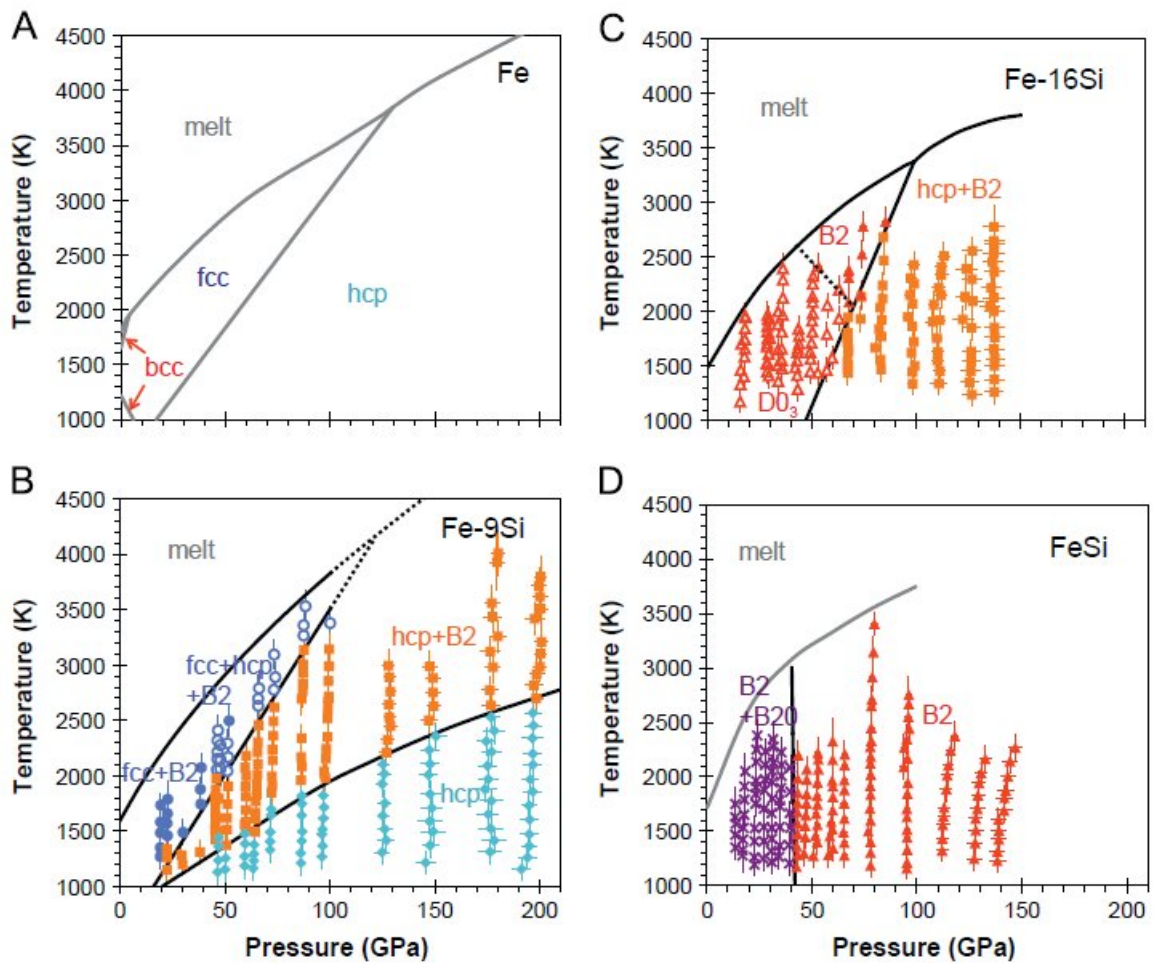 A
Fe
4500
4000
3500
3000
2500
2000
1500
1000
Temperature (K)
melt
fcc
hcp
bcc
C
Fe-16Si
4500
4000
3500
3000
2500
2000
1500
1000
Temperature (K)
melt
hcp+B2
B2
D0₃
B
Fe-9Si
4500
4000
3500
3000
2500
2000
1500
1000
Temperature (K)
melt
fcc+hcp
+B2
hcp+B2
fcc+B2
hcp
0
50
100
150
200
Pressure (GPa)
D
FeSi
4500
4000
3500
3000
2500
2000
1500
1000
Temperature (K)
melt
B2
+B20
B2
0
50
100
150
200
Pressure (GPa)